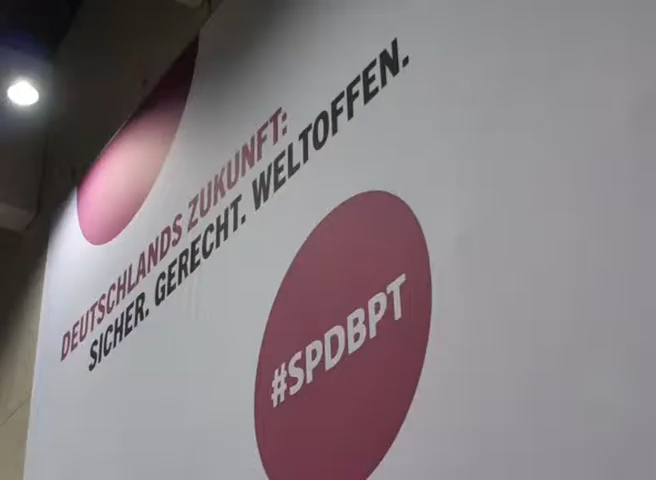 DEUTSCHLANDS ZUKUNFT:
SICHER. GERECHT. WELTOFFEN.
#SPDBPT